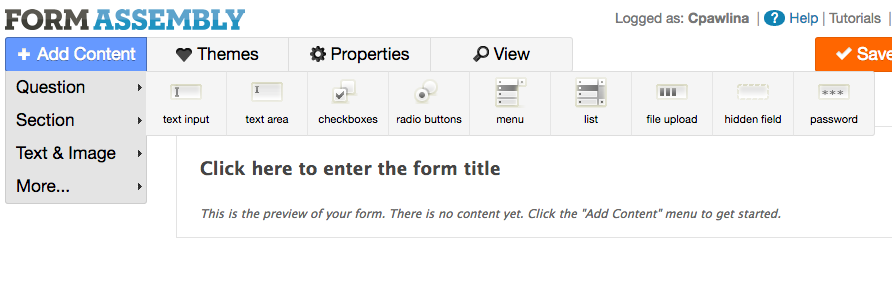 FORM ASSEMBLY
Logged as: Cpawlina | ? Help | Tutorials |
+ Add Content
Themes
Properties
View
Save
Question
Section
Text & Image
More...
text input
text area
checkboxes
radio buttons
menu
list
file upload
hidden field
password
Click here to enter the form title
This is the preview of your form. There is no content yet. Click the "Add Content" menu to get started.